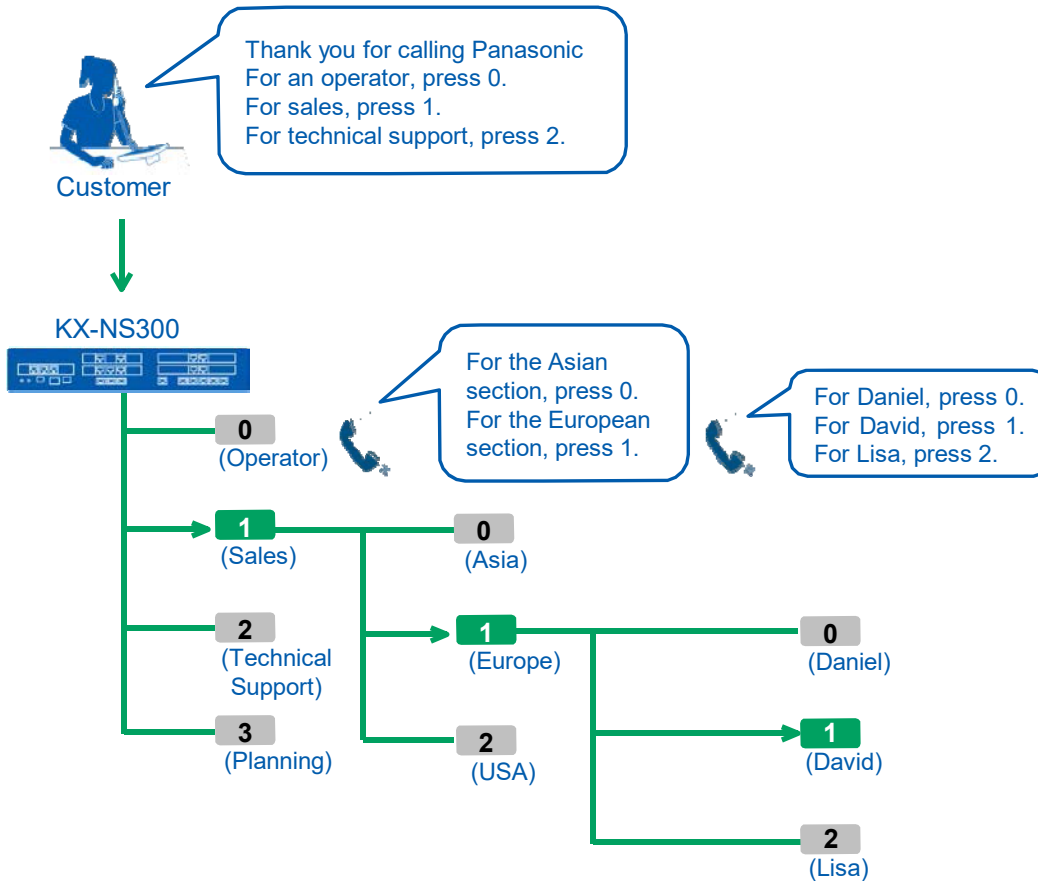 Thank you for calling Panasonic
For an operator, press 0.
For sales, press 1.
For technical support, press 2.
Customer
KX-NS300
For the Asian
section, press 0.
For the European
section, press 1.
For Daniel, press 0.
For David, press 1.
For Lisa, press 2.
0
(Operator)
1
(Sales)
0
(Asia)
2
(Technical
Support)
1
(Europe)
0
(Daniel)
3
(Planning)
2
(USA)
1
(David)
2
(Lisa)